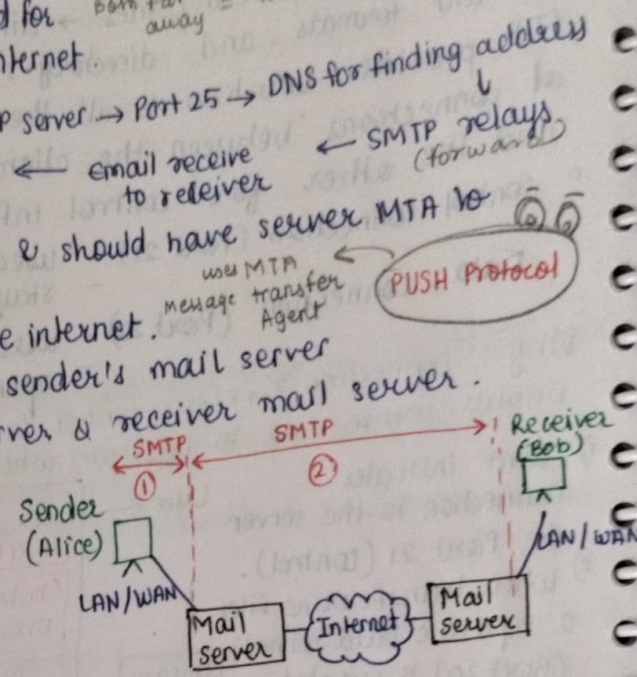 d for
away
nternet.
P server → Port 25 → DNS for finding address
↓
← email receive ← SMTP relays
to receiver (forward)
& should have server MTA to
uses MTA ← PUSH Protocol
message transfer
Agent
e internet.
sender's mail server
rver & receiver mail server.
SMTP SMTP Receiver
① ② (Bob)
Sender
(Alice)
LAN/WAN
LAN/WAN
Mail Internet Mail
server server